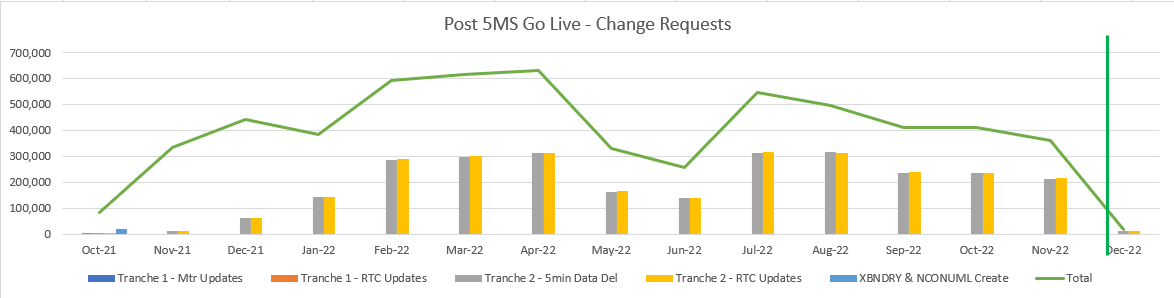 Post 5MS Go Live - Change Requests
700,000
600,000
500,000
400,000
300,000
200,000
100,000
0
Oct-21 Nov-21 Dec-21 Jan-22 Feb-22 Mar-22 Apr-22 May-22 Jun-22 Jul-22 Aug-22 Sep-22 Oct-22 Nov-22 Dec-22
Tranche 1 - Mtr Updates Tranche 1 - RTC Updates Tranche 2 - 5min Data Del Tranche 2 - RTC Updates XBNDRY & NCONUML Create Total